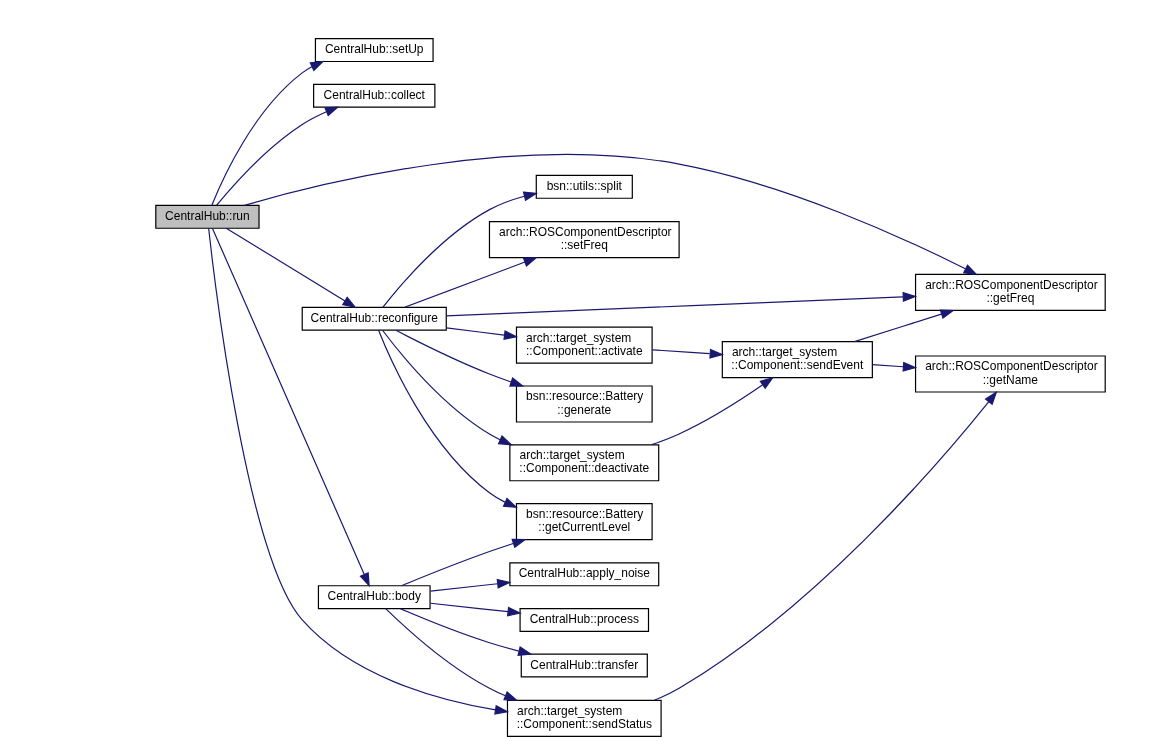 CentralHub::setUp
CentralHub::collect
bsn::utils::split
CentralHub::run
arch::ROSComponentDescriptor
::setFreq
arch::ROSComponentDescriptor
::getFreq
CentralHub::reconfigure
arch::target_system
::Component::activate
arch::target_system
::Component::sendEvent
arch::ROSComponentDescriptor
::getName
bsn::resource::Battery
::generate
arch::target_system
::Component::deactivate
bsn::resource::Battery
::getCurrentLevel
CentralHub::apply_noise
CentralHub::body
CentralHub::process
CentralHub::transfer
arch::target_system
::Component::sendStatus